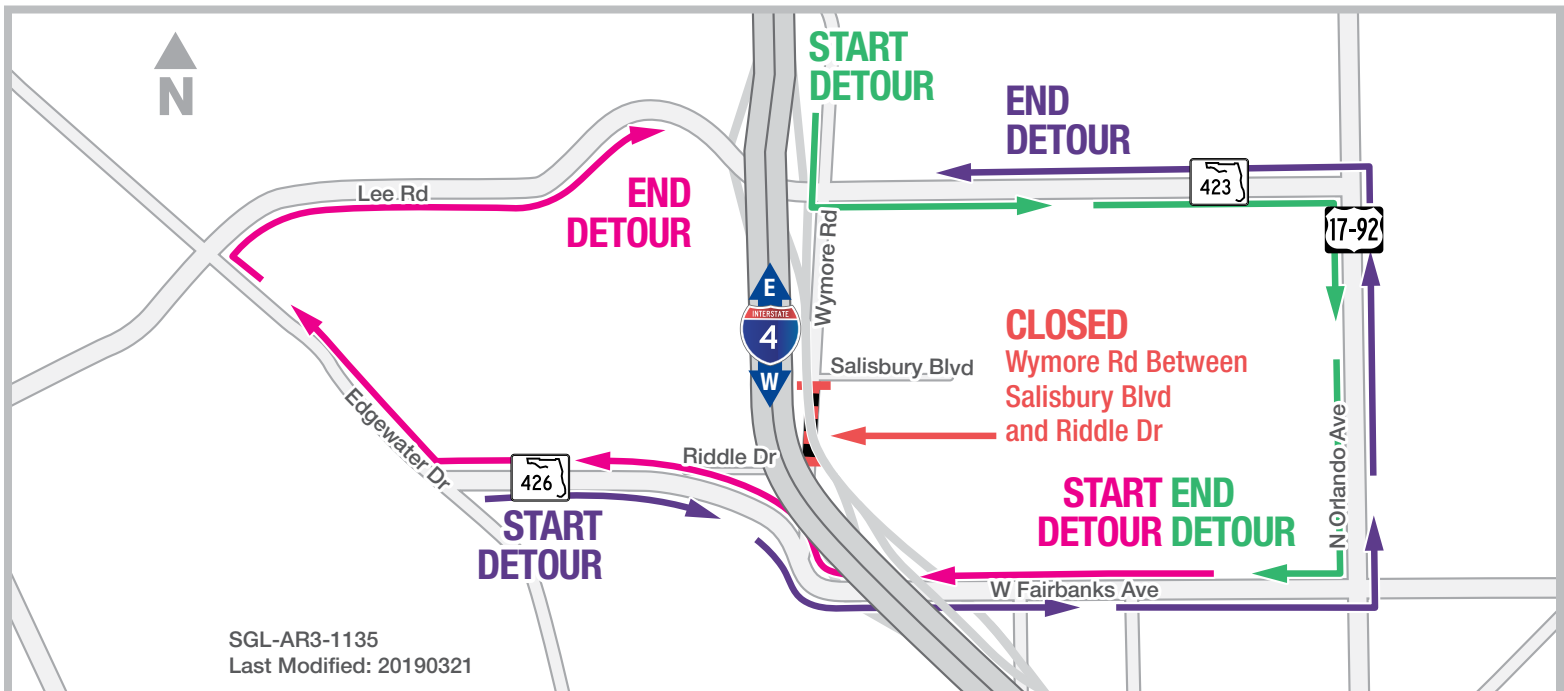 N
START
DETOUR
END
DETOUR
423
17-92
Lee Rd
END
DETOUR
Wymore Rd
E
INTERSTATE
4
W
CLOSED
Wymore Rd Between
Salisbury Blvd
and Riddle Dr
Salisbury Blvd
Edgewater Dr
Riddle Dr
426
N Orlando Ave
START
DETOUR
END
DETOUR
START
DETOUR
W Fairbanks Ave
SGL-AR3-1135
Last Modified: 20190321